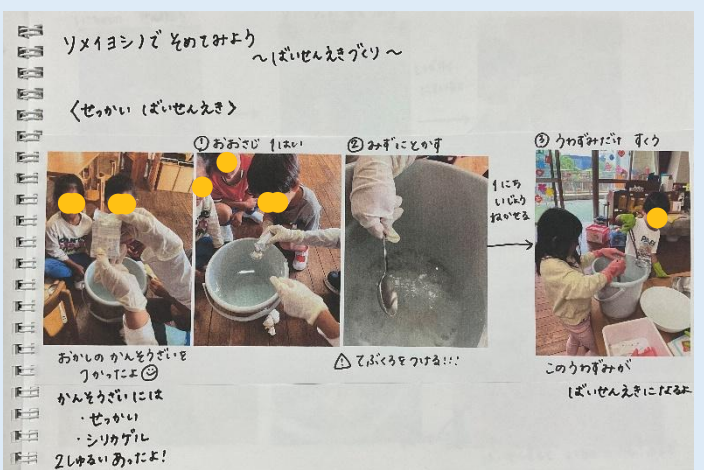 ソメイヨシノで そめてみよう
〜ばいせんえきづくり〜
〈せっかい ばいせんえき〉
① おおさじ 1はい
② みずにとかす
③ うわずみだけ すくう
1にち
いじょう
ねかせる
おかしの かんそうざいを
つかったよ☺
⚠ てぶくろをつける!!!
このうわずみが
ばいせんえきになるよ
かんそうざいには
・せっかい
・シリカゲル
2しゅるい あったよ!